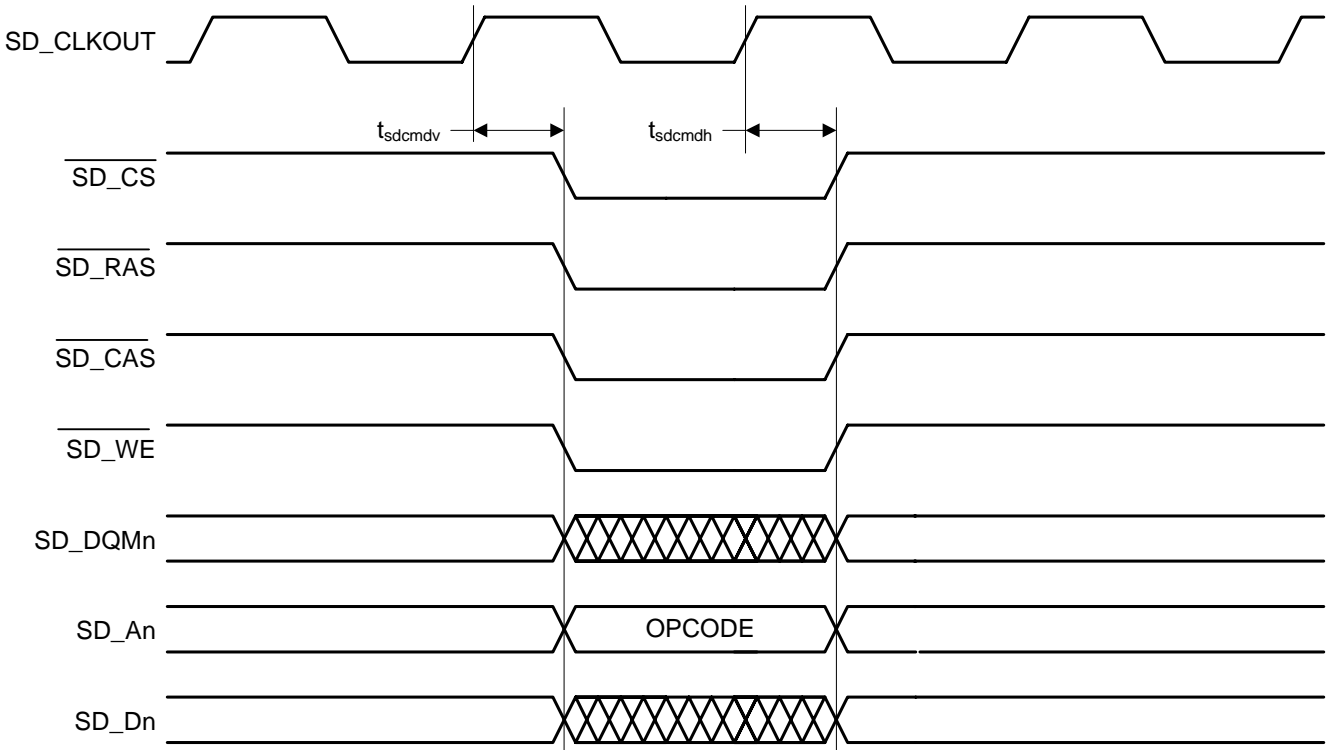 SD_CLKOUT
tsdcmdv
tsdcmdh
SD_CS
SD_RAS
SD_CAS
SD_WE
SD_DQMn
SD_An
OPCODE
SD_Dn